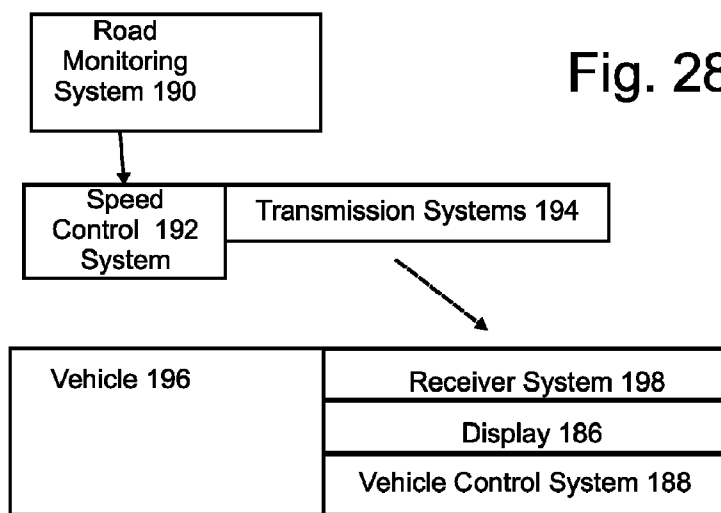 Road
Monitoring
System 190
Fig. 28
Speed
Control 192
System
Transmission Systems 194
Vehicle 196
Receiver System 198
Display 186
Vehicle Control System 188